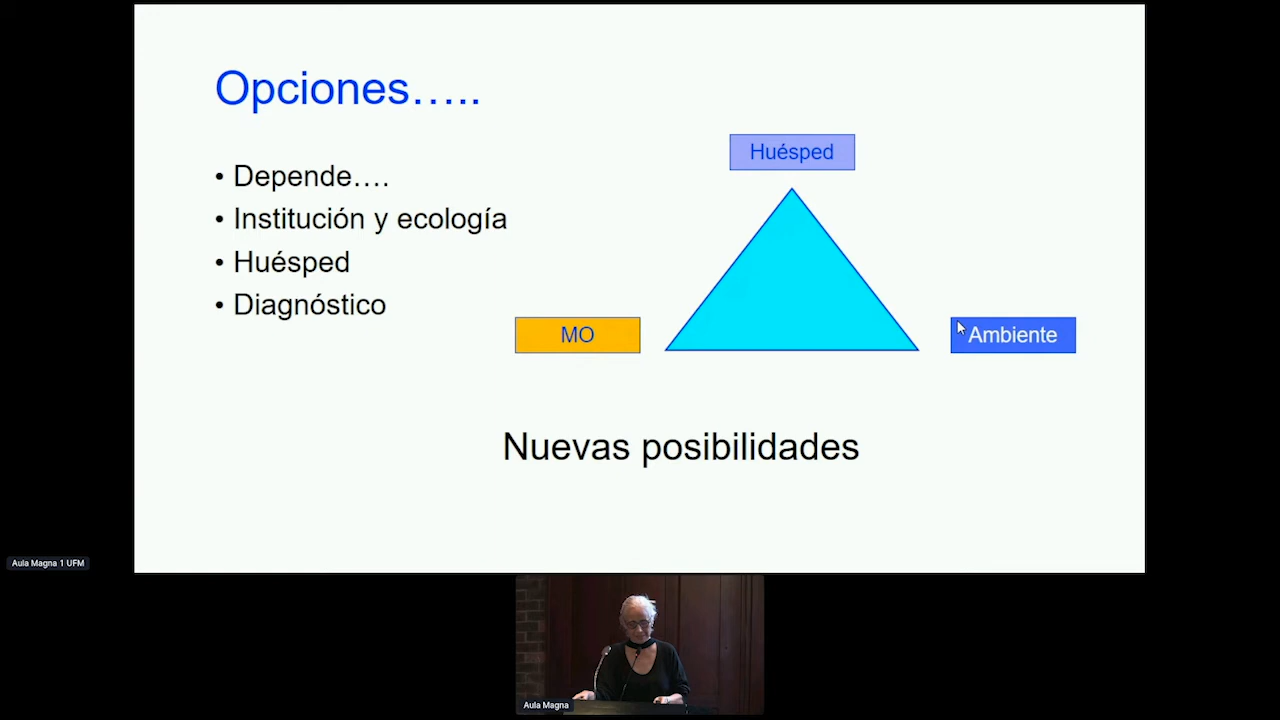 Opciones…..
• Depende….
• Institución y ecología
• Huésped
• Diagnóstico
Huésped
MO
Ambiente
Nuevas posibilidades
Aula Magna 1 UFM
Aula Magna